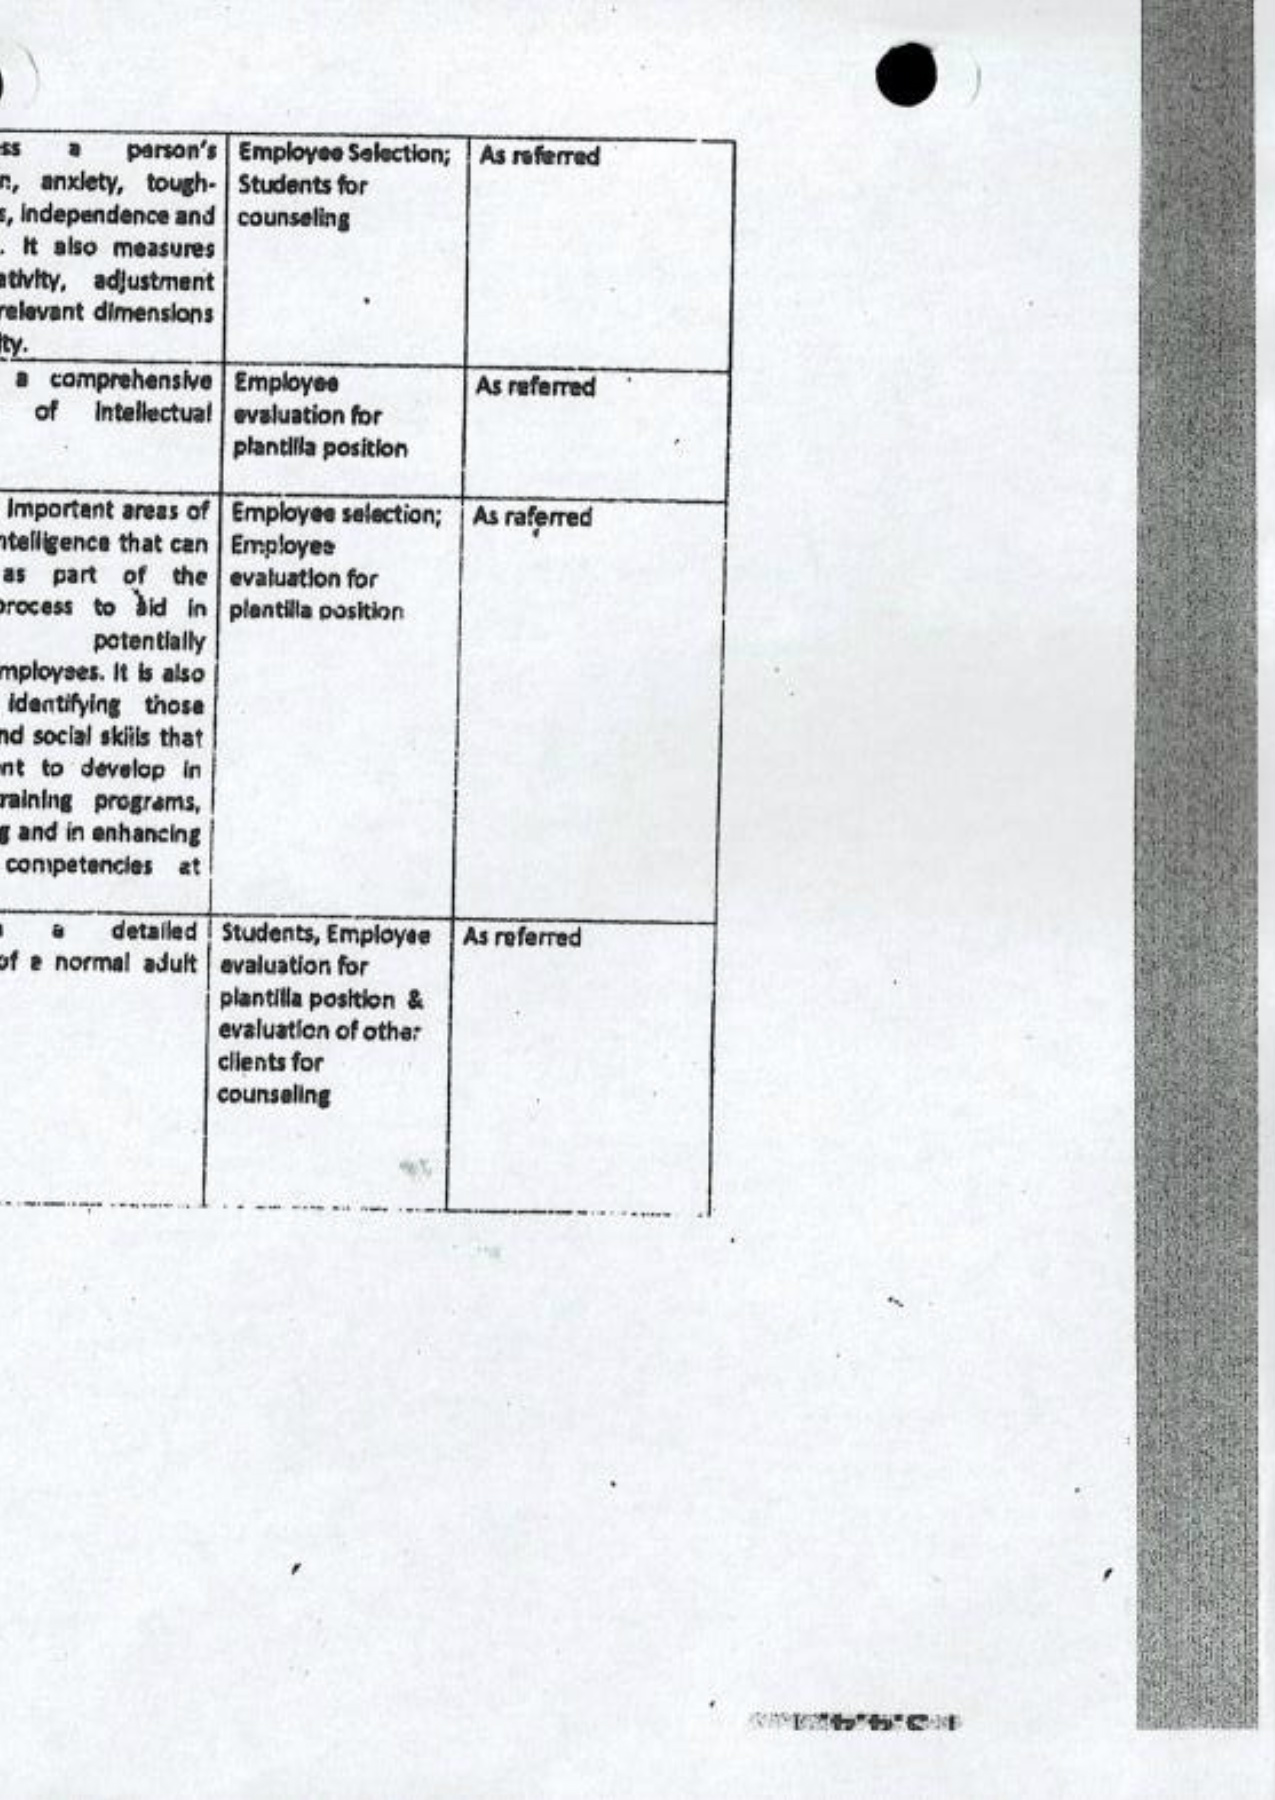 ss a person's
n, anxiety, tough-
s, independence and
. It also measures
ativity, adjustment
relevant dimensions
ity.
Employee Selection;
Students for
counseling
As referred
a comprehensive
of intellectual
Employee
evaluation for
plantilla position
As referred
important areas of
ntelligence that can
as part of the
process to aid in
potentially
mployees. It is also
identifying those
nd social skills that
nt to develop in
raining programs,
g and in enhancing
competencies at
Employee selection;
Employee
evaluation for
plantilla position
As referred
a detailed
of a normal adult
Students, Employee
evaluation for
plantilla position &
evaluation of other
clients for
counseling
As referred